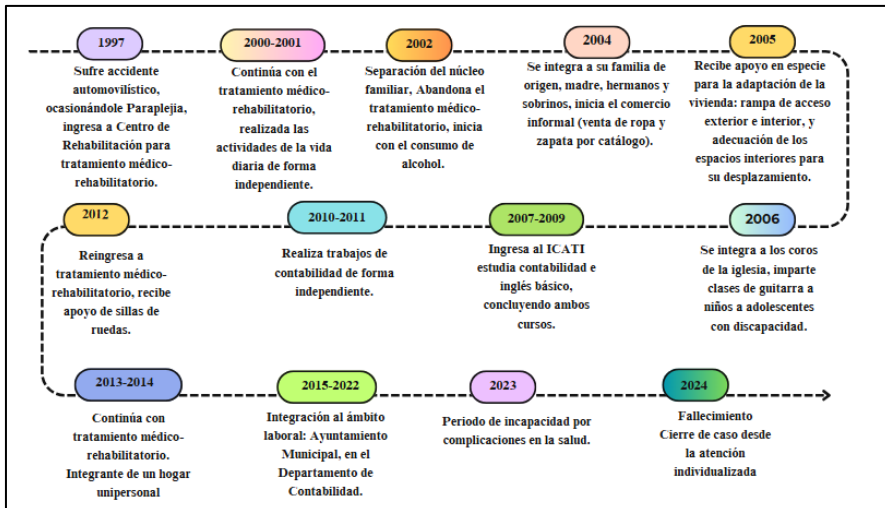 1997
Sufre accidente
automovilístico,
ocasionándole Paraplejia,
ingresa a Centro de
Rehabilitación para
tratamiento médico-
rehabilitatorio.
2000-2001
Continúa con el
tratamiento médico-
rehabilitatorio,
realizada las
actividades de la vida
diaria de forma
independiente.
2002
Separación del núcleo
familiar, Abandona el
tratamiento médico-
rehabilitatorio, inicia
con el consumo de
alcohol.
2004
Se integra a su familia de
origen, madre, hermanos y
sobrinos, inicia el comercio
informal (venta de ropa y
zapata por catálogo).
2005
Recibe apoyo en especie
para la adaptación de la
vivienda: rampa de acceso
exterior e interior, y
adecuación de los
espacios interiores para
su desplazamiento.
2006
Se integra a los coros
de la iglesia, imparte
clases de guitarra a
niños a adolescentes
con discapacidad.
2007-2009
Ingresa al ICATI
estudia contabilidad e
inglés básico,
concluyendo ambos
cursos.
2010-2011
Realiza trabajos de
contabilidad de forma
independiente.
2012
Reingresa a
tratamiento médico-
rehabilitatorio, recibe
apoyo de sillas de
ruedas.
2013-2014
Continúa con
tratamiento médico-
rehabilitatorio.
Integrante de un hogar
unipersonal
2015-2022
Integración al ámbito
laboral: Ayuntamiento
Municipal, en el
Departamento de
Contabilidad.
2023
Periodo de incapacidad por
complicaciones en la salud.
2024
Fallecimiento
Cierre de caso desde
la atención
individualizada